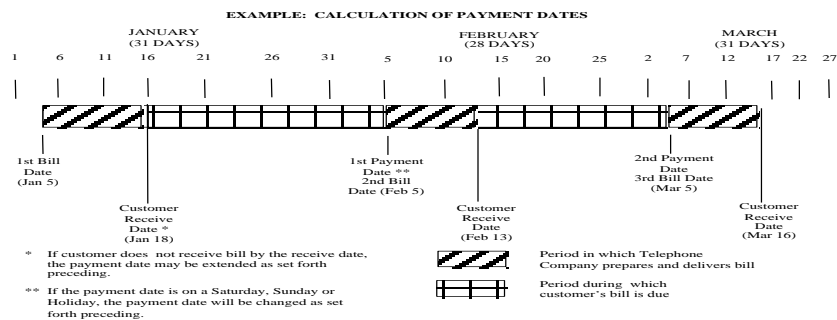 EXAMPLE: CALCULATION OF PAYMENT DATES
JANUARY
(31 DAYS)
FEBRUARY
(28 DAYS)
MARCH
(31 DAYS)
1 6 11 16 21 26 31 5 10 15 20 25 2 7 12 17 22 27
1st Bill
Date
(Jan 5)
1st Payment
Date **
2nd Bill
Date (Feb 5)
2nd Payment
Date
3rd Bill Date
(Mar 5)
Customer
Receive
Date *
(Jan 18)
Customer
Receive
Date
(Feb 13)
Customer
Receive
Date
(Mar 16)
* If customer does not receive bill by the receive date,
the payment date may be extended as set forth
preceding.
** If the payment date is on a Saturday, Sunday or
Holiday, the payment date will be changed as set
forth preceding.
Period in which Telephone
Company prepares and delivers bill
Period during which
customer's bill is due